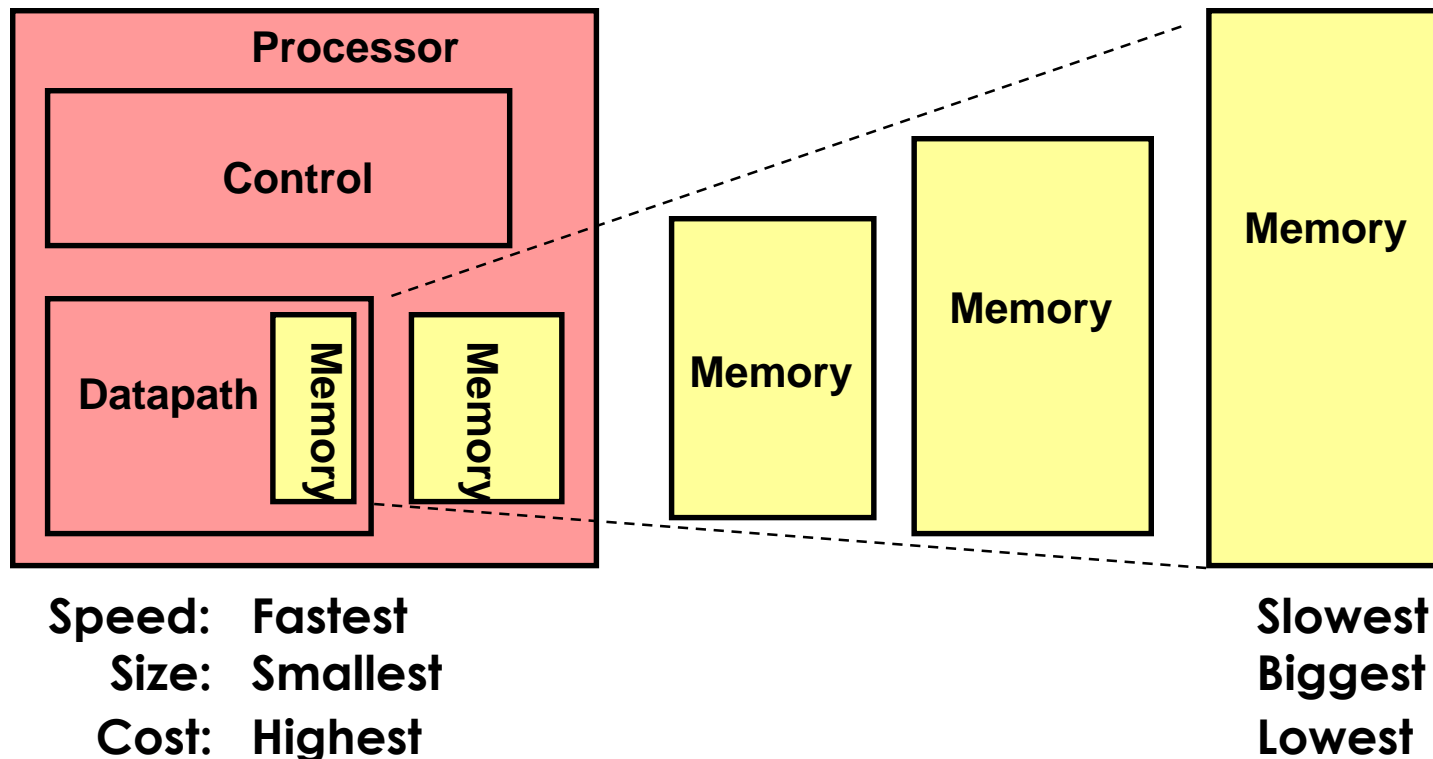 Processor
Control
Datapath
Memory
Memory
Memory
Memory
Memory
Speed: Fastest Slowest
Size: Smallest Biggest
Cost: Highest Lowest